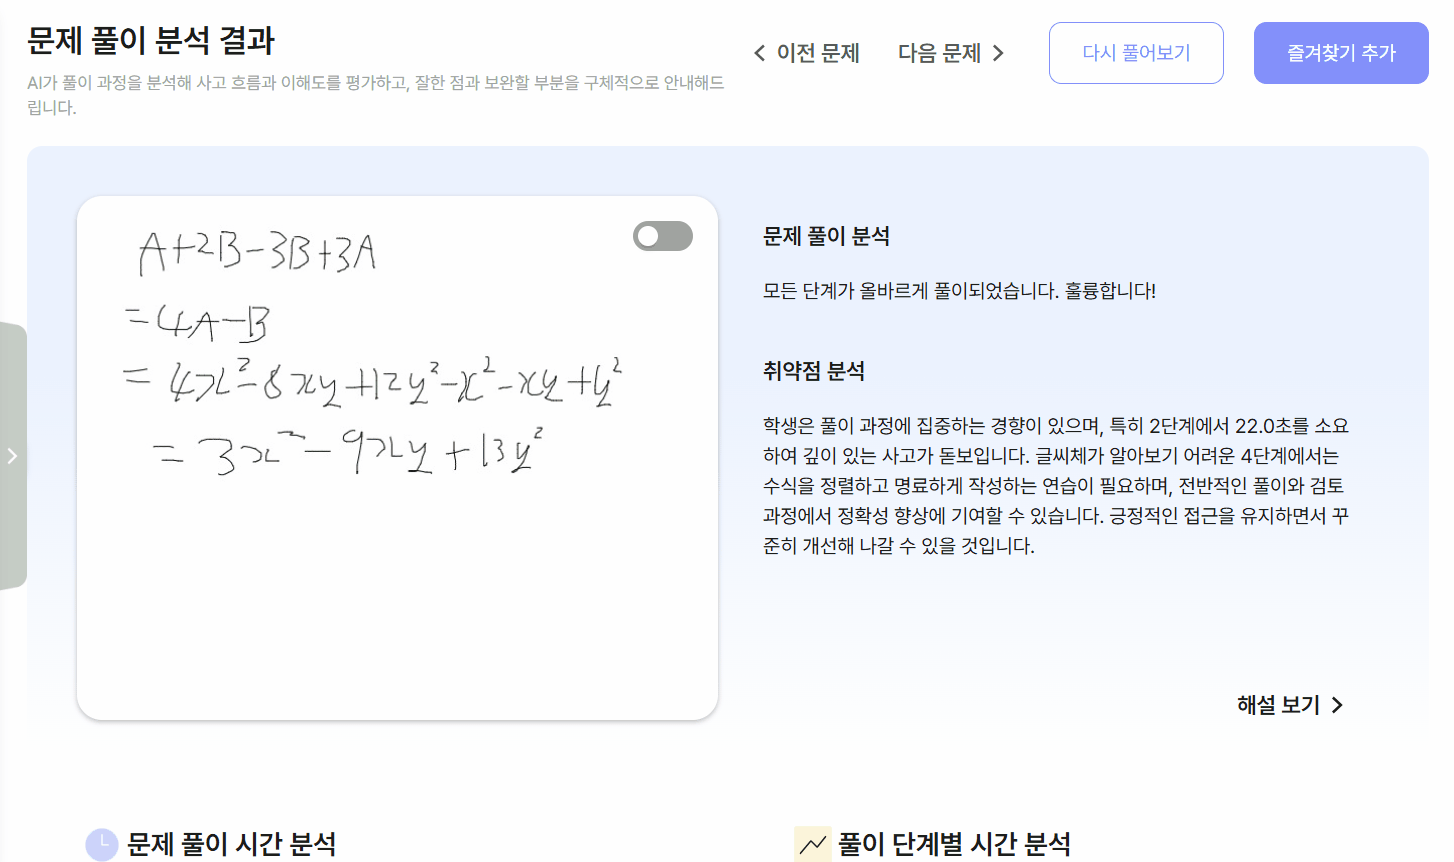 문제 풀이 분석 결과
AI가 풀이 과정을 분석해 사고 흐름과 이해도를 평가하고, 잘한 점과 보완할 부분을 구체적으로 안내해드
립니다.
이전 문제
다음 문제
다시 풀어보기
즐겨찾기 추가
A+2B-3B+3A
=4A-B
=4x²-8xy+12y²-x²-xy+y²
=3x²-9xy+13y²
문제 풀이 분석
모든 단계가 올바르게 풀이되었습니다. 훌륭합니다!
취약점 분석
학생은 풀이 과정에 집중하는 경향이 있으며, 특히 2단계에서 22.0초를 소요
하여 깊이 있는 사고가 돋보입니다. 글씨체가 알아보기 어려운 4단계에서는
수식을 정렬하고 명료하게 작성하는 연습이 필요하며, 전반적인 풀이와 검토
과정에서 정확성 향상에 기여할 수 있습니다. 긍정적인 접근을 유지하면서 꾸
준히 개선해 나갈 수 있을 것입니다.
해설 보기
문제 풀이 시간 분석
풀이 단계별 시간 분석